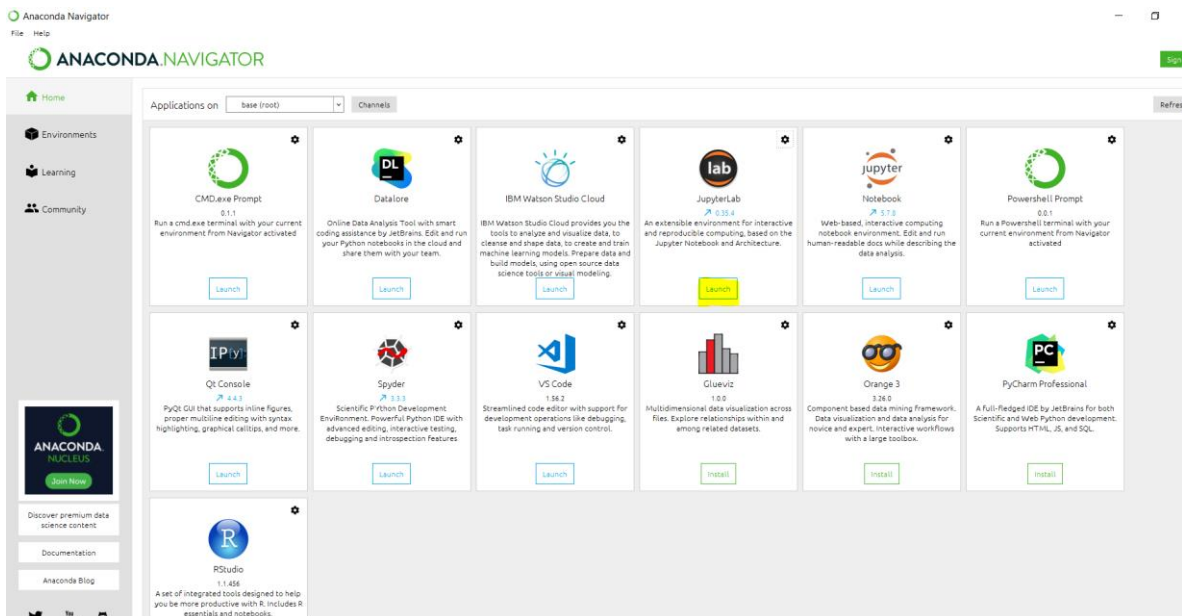 Anaconda Navigator
File Help
ANACONDA.NAVIGATOR
Sign
Home
Environments
Learning
Community
Applications on base (root) Channels
Refres
CMD.exe Prompt
0.1.1
Run a cmd.exe terminal with your current
environment from Navigator activated
Launch
DL
Datalore
Online Data Analysis Tool with smart
coding assistance by JetBrains. Edit and run
your Python notebooks in the cloud and
share them with your team.
Launch
IBM Watson Studio Cloud
IBM Watson Studio Cloud provides you the
tools to analyze and visualize data, to
cleanse and shape data, to create and train
machine learning models. Prepare data and
build models, using open source data
science tools or visual modeling.
Launch
lab
JupyterLab
0.35.4
An extensible environment for interactive
and reproducible computing, based on the
Jupyter Notebook and Architecture.
Launch
jupyter
Notebook
5.7.8
Web-based, interactive computing
notebook environment. Edit and run
human-readable docs while describing the
data analysis.
Launch
Powershell Prompt
0.0.1
Run a Powershell terminal with your
current environment from Navigator
activated
Launch
IP[y]:
Qt Console
4.4.3
PyQt GUI that supports inline figures,
proper multiline editing with syntax
highlighting, graphical calltips, and more.
Launch
Spyder
3.3.3
Scientific Python Development
EnviRonment. Powerful Python IDE with
advanced editing, interactive testing,
debugging and introspection features
Launch
VS Code
1.56.2
Streamlined code editor with support for
development operations like debugging,
task running and version control.
Launch
Glueviz
1.0.0
Multidimensional data visualization across
files. Explore relationships within and
among related datasets.
Install
Orange 3
3.26.0
Component based data mining framework.
Data visualization and data analysis for
novice and expert. Interactive workflows
with a large toolbox.
Install
PC
PyCharm Professional
A full-fledged IDE by JetBrains for both
Scientific and Web Python development.
Supports HTML, JS, and SQL.
Install
R
RStudio
1.1.456
A set of integrated tools designed to help
you be more productive with R. Includes R
essentials and notebooks.
ANACONDA.
NUCLEUS
Join Now
Discover premium data
science content
Documentation
Anaconda Blog